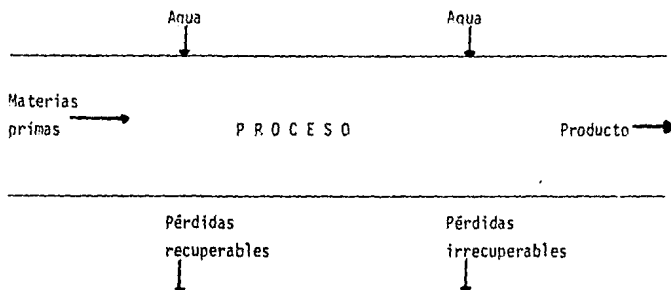 Agua Agua
Materias
primas P R O C E S O Producto
Pérdidas Pérdidas
recuperables irrecuperables